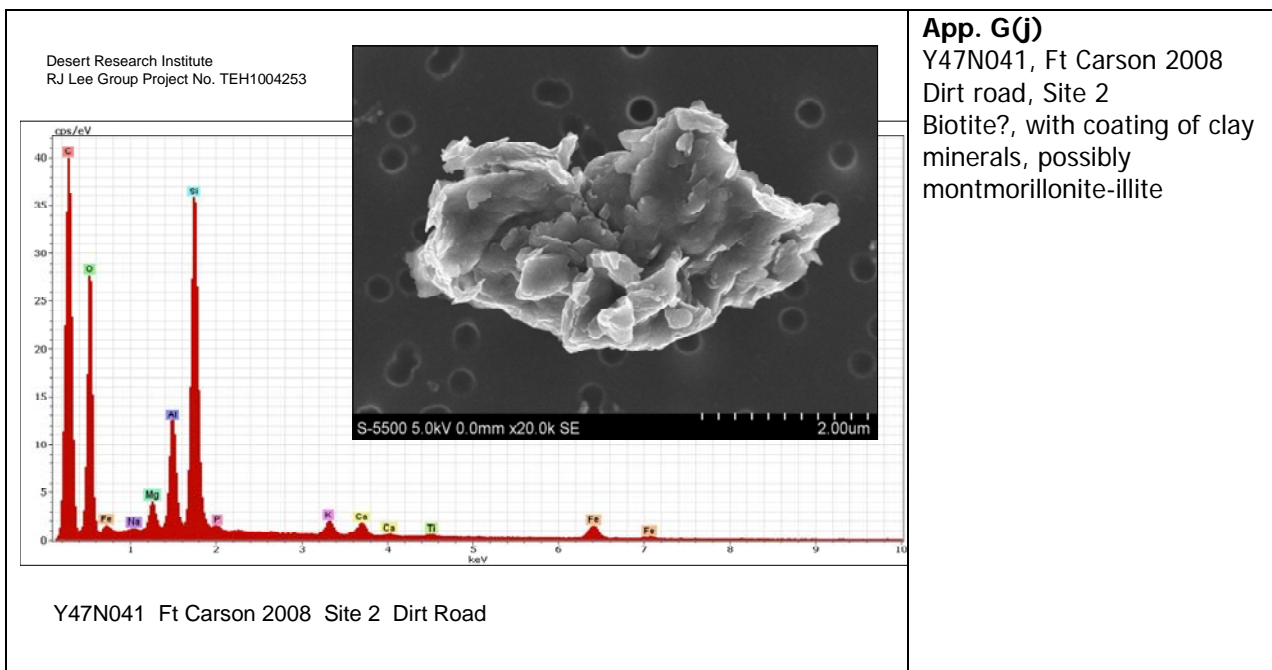 Desert Research Institute
RJ Lee Group Project No. TEH1004253
cps/eV
40
35
30
25
20
15
10
5
0
C
O
Fe
Na
Mg
Al
Si
P
K
Ca
Ca
Ti
Fe
Fe
1
2
3
4
5
6
7
8
9
10
keV
S-5500 5.0kV 0.0mm x20.0k SE
2.00um
Y47N041 Ft Carson 2008 Site 2 Dirt Road
App. G(j)
Y47N041, Ft Carson 2008
Dirt road, Site 2
Biotite?, with coating of clay
minerals, possibly
montmorillonite-illite